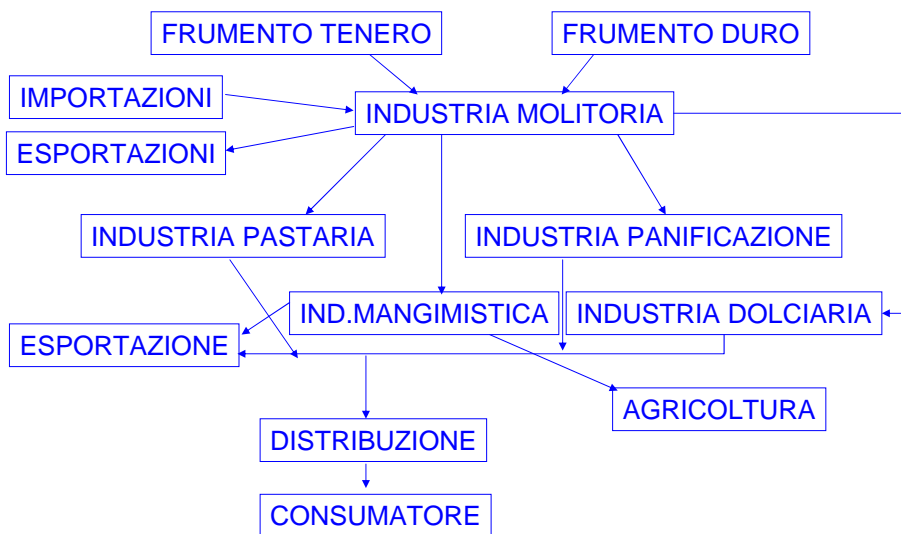 FRUMENTO TENERO
FRUMENTO DURO
IMPORTAZIONI
INDUSTRIA MOLITORIA
ESPORTAZIONI
INDUSTRIA PASTARIA
INDUSTRIA PANIFICAZIONE
IND.MANGIMISTICA
INDUSTRIA DOLCIARIA
ESPORTAZIONE
AGRICOLTURA
DISTRIBUZIONE
CONSUMATORE